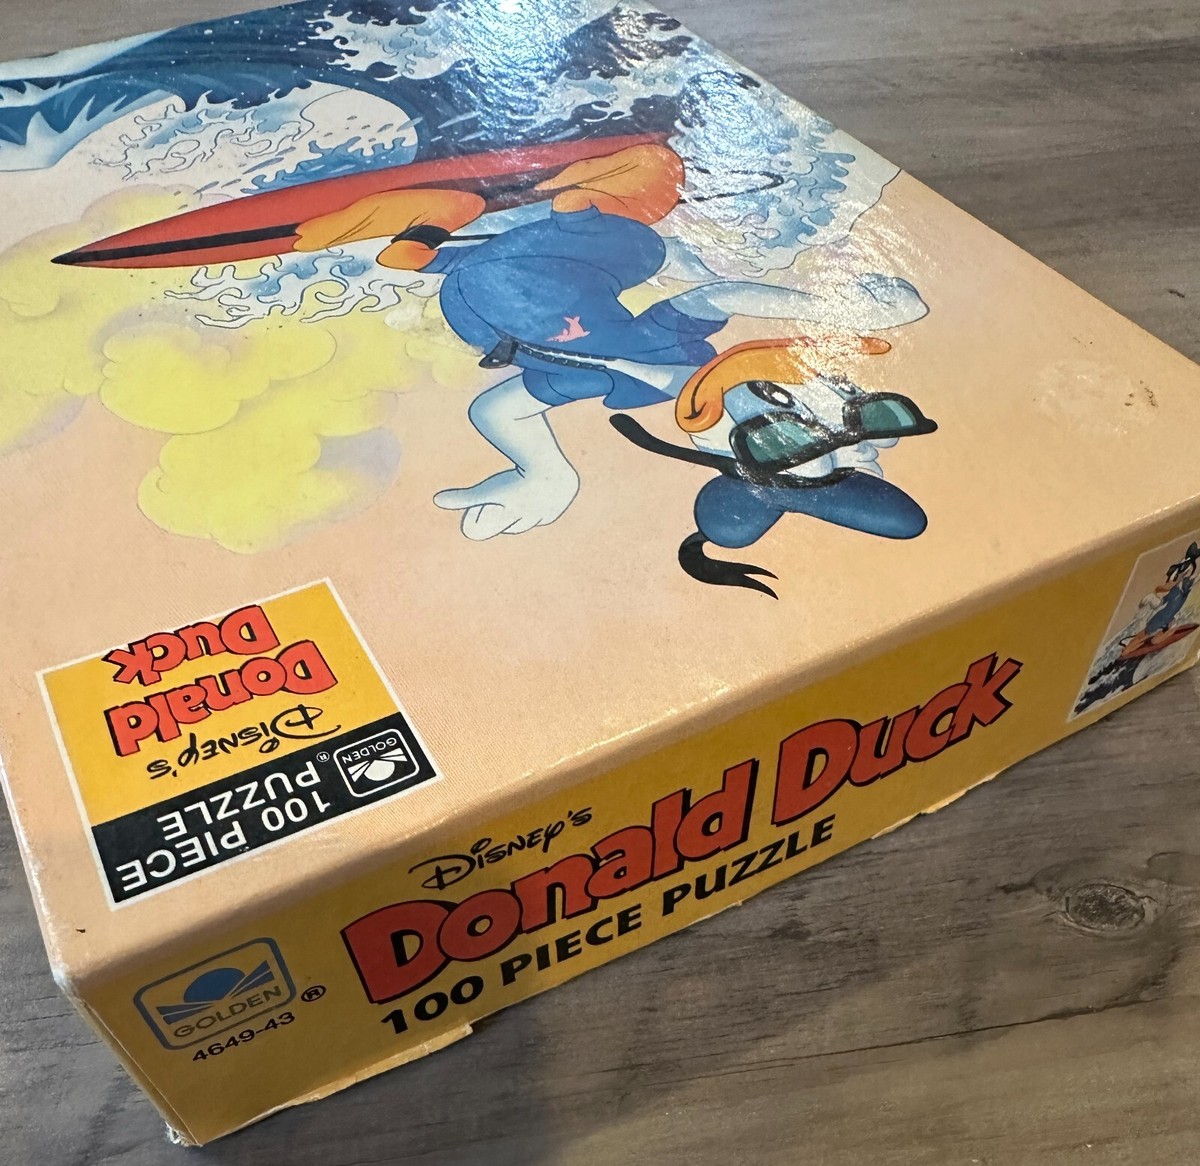 100 PIECE
PUZZLE
®
GOLDEN
DISNEY'S
Donald
Duck
DISNEY'S
Donald Duck
100 PIECE PUZZLE
GOLDEN
®
4649-43